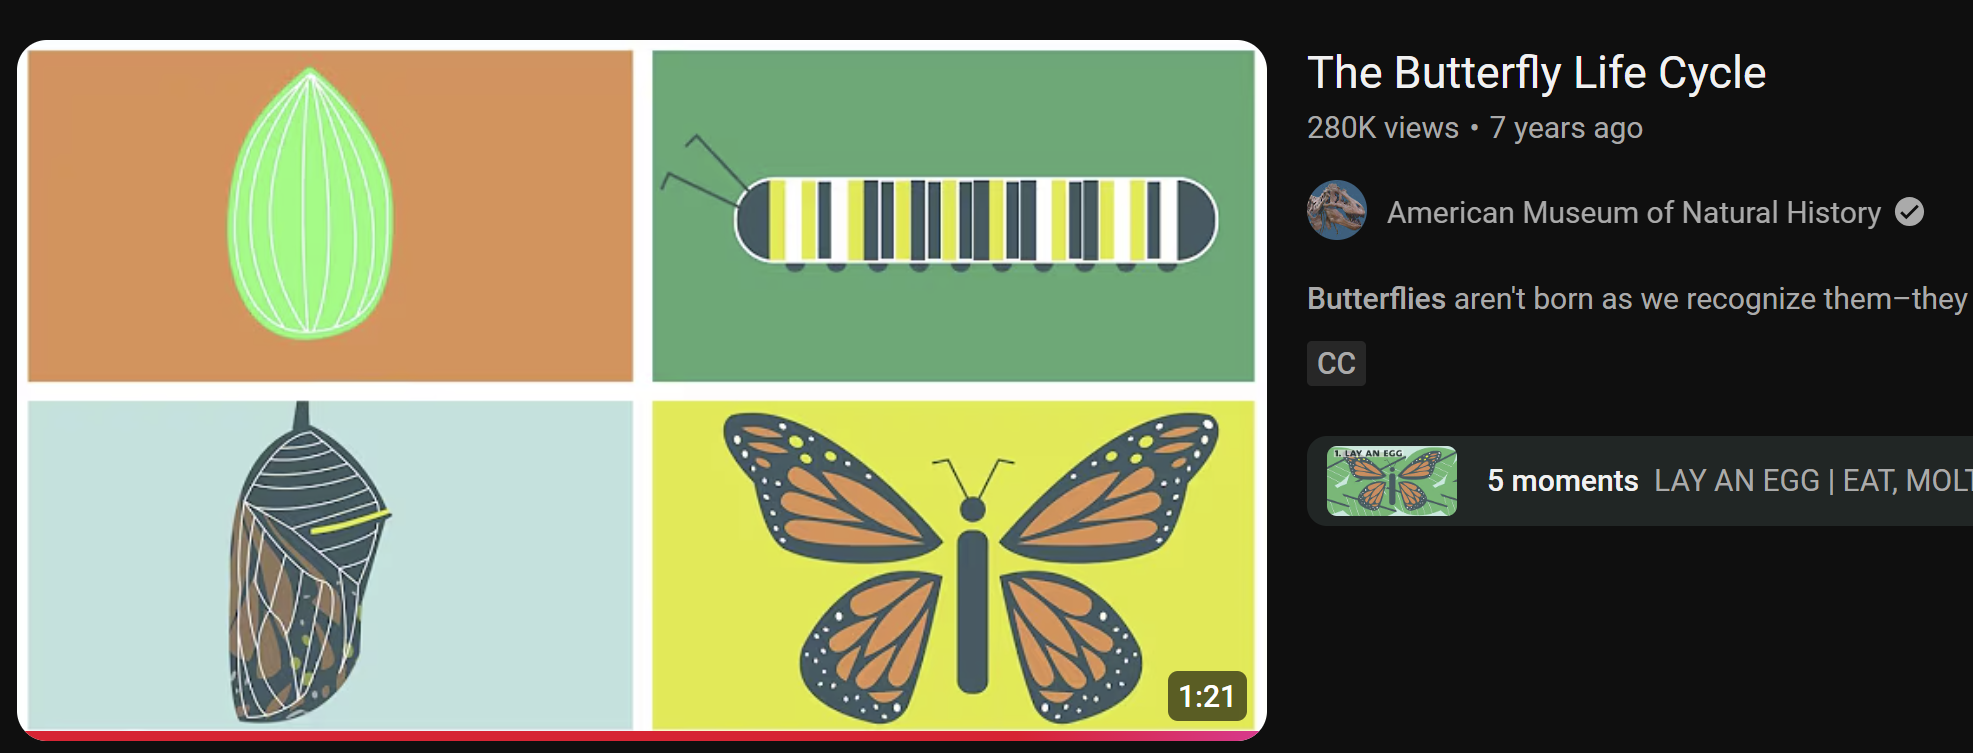 1:21
The Butterfly Life Cycle
280K views • 7 years ago
American Museum of Natural History
Butterflies aren't born as we recognize them–they
CC
1. LAY AN EGG
5 moments LAY AN EGG | EAT, MOLT